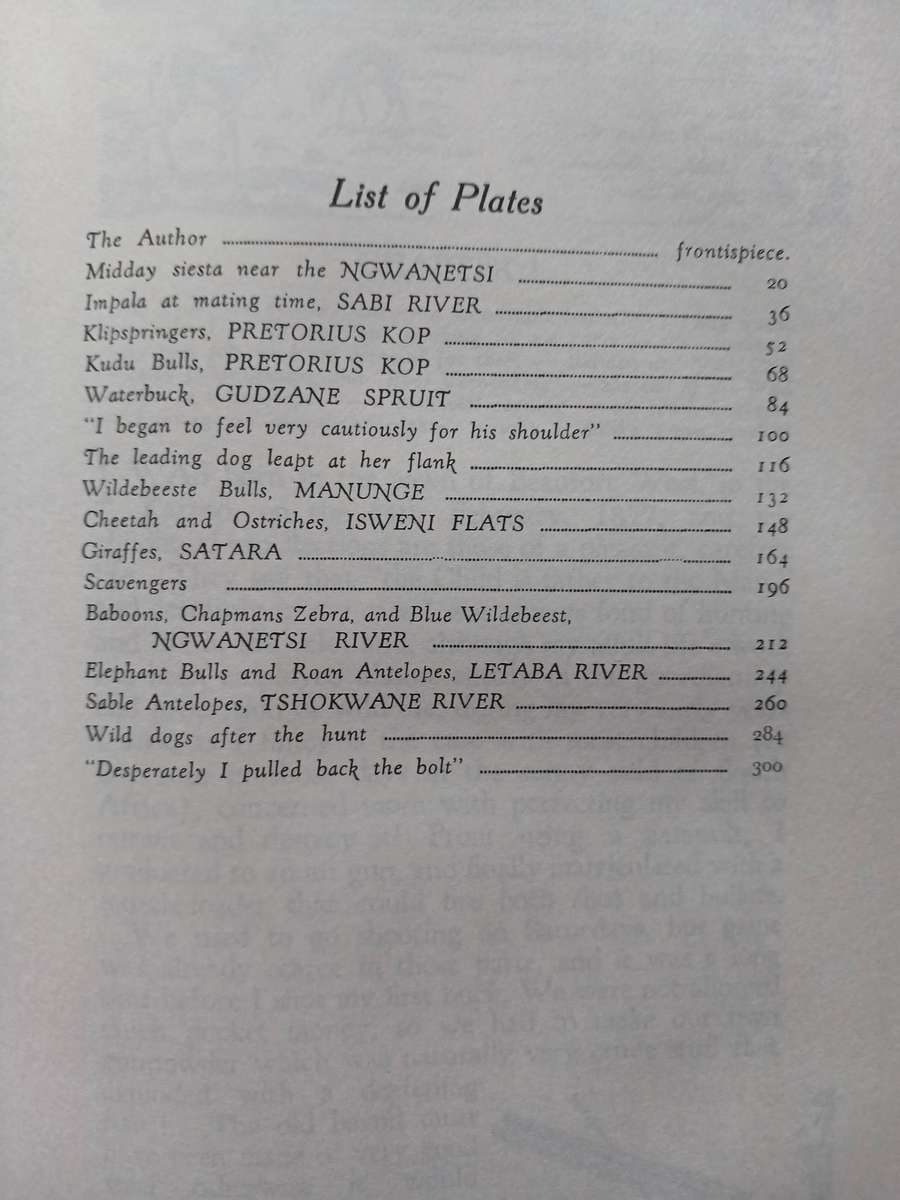 List of Plates
The Author ........ frontispiece.
Midday siesta near the NGWANETSI ........ 20
Impala at mating time, SABI RIVER ........ 36
Klipspringers, PRETORIUS KOP ........ 52
Kudu Bulls, PRETORIUS KOP ........ 68
Waterbuck, GUDZANE SPRUIT ........ 84
"I began to feel very cautiously for his shoulder" ........ 100
The leading dog leapt at her flank ........ 116
Wildebeeste Bulls, MANUNGE ........ 132
Cheetah and Ostriches, ISWENI FLATS ........ 148
Giraffes, SATARA ........ 164
Scavengers ........ 196
Baboons, Chapmans Zebra, and Blue Wildebeest,
NGWANETSI RIVER ........ 212
Elephant Bulls and Roan Antelopes, LETABA RIVER ........ 244
Sable Antelopes, TSHOKWANE RIVER ........ 260
Wild dogs after the hunt ........ 284
"Desperately I pulled back the bolt" ........ 300